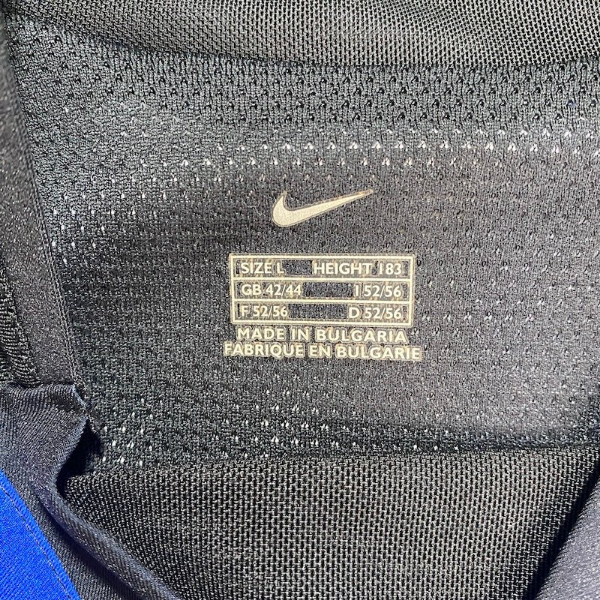 SIZE L HEIGHT 183
GB 42/44 I 52/56
F 52/56 D 52/56
MADE IN BULGARIA
FABRIQUE EN BULGARIE